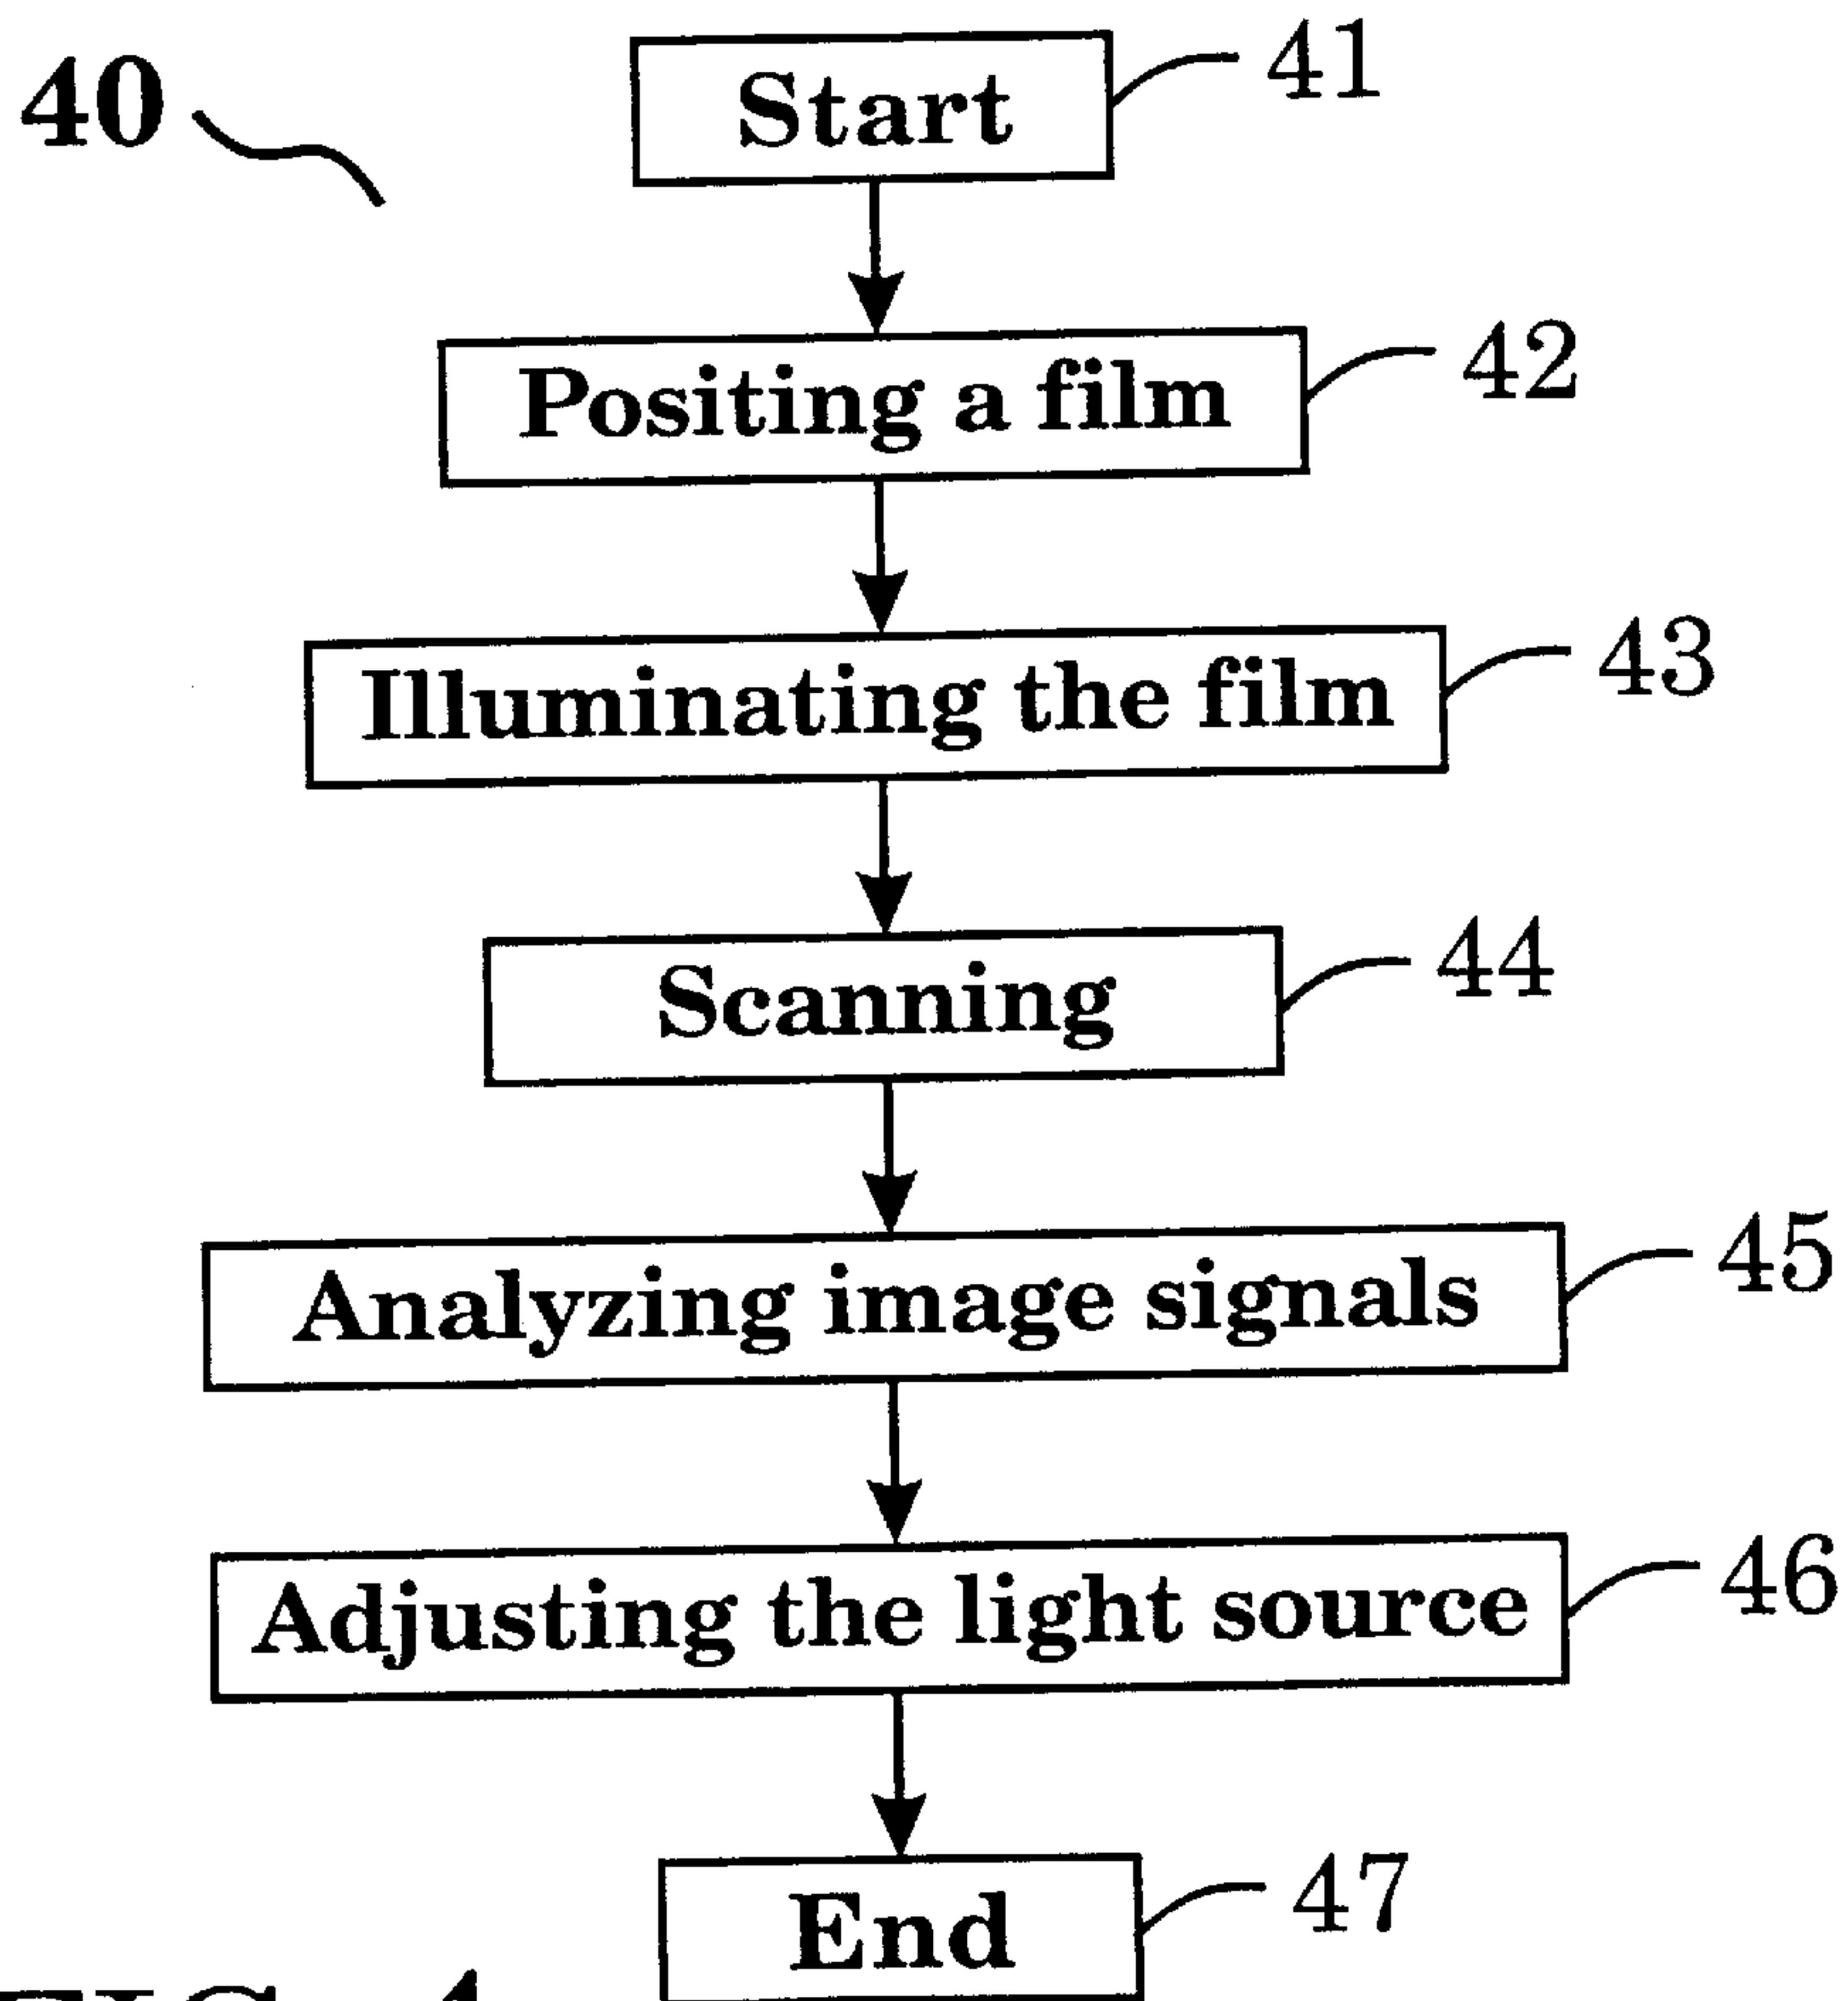 40
Start
41
Positing a film
42
Illuminating the film
43
Scanning
44
Analyzing image signals
45
Adjusting the light source
46
End
47